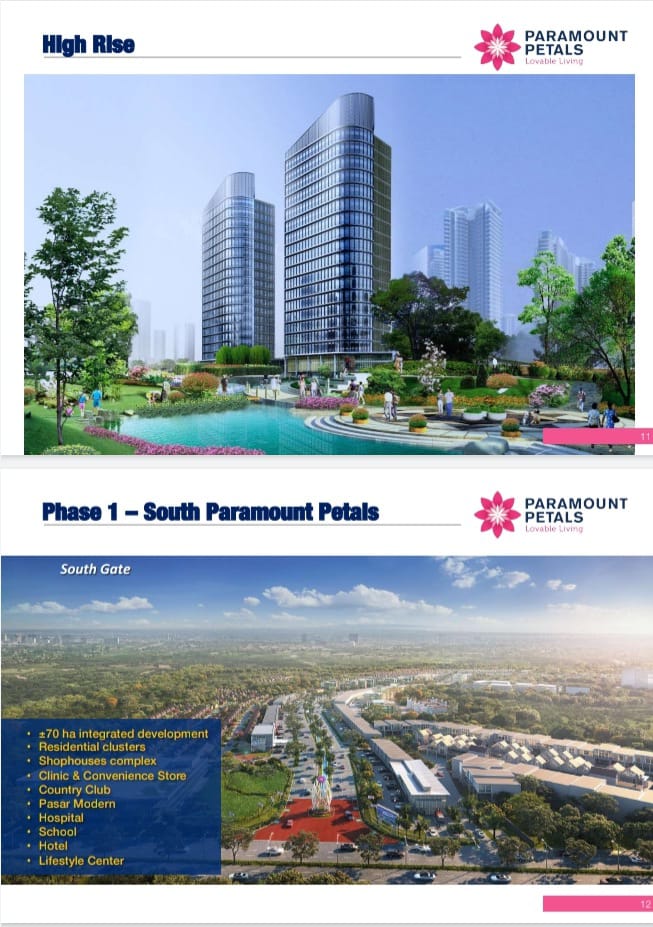 High Rise
PARAMOUNT
PETALS
Lovable Living
11
Phase 1 – South Paramount Petals
PARAMOUNT
PETALS
Lovable Living
South Gate
• ±70 ha integrated development
• Residential clusters
• Shophouses complex
• Clinic & Convenience Store
• Country Club
• Pasar Modern
• Hospital
• School
• Hotel
• Lifestyle Center
12